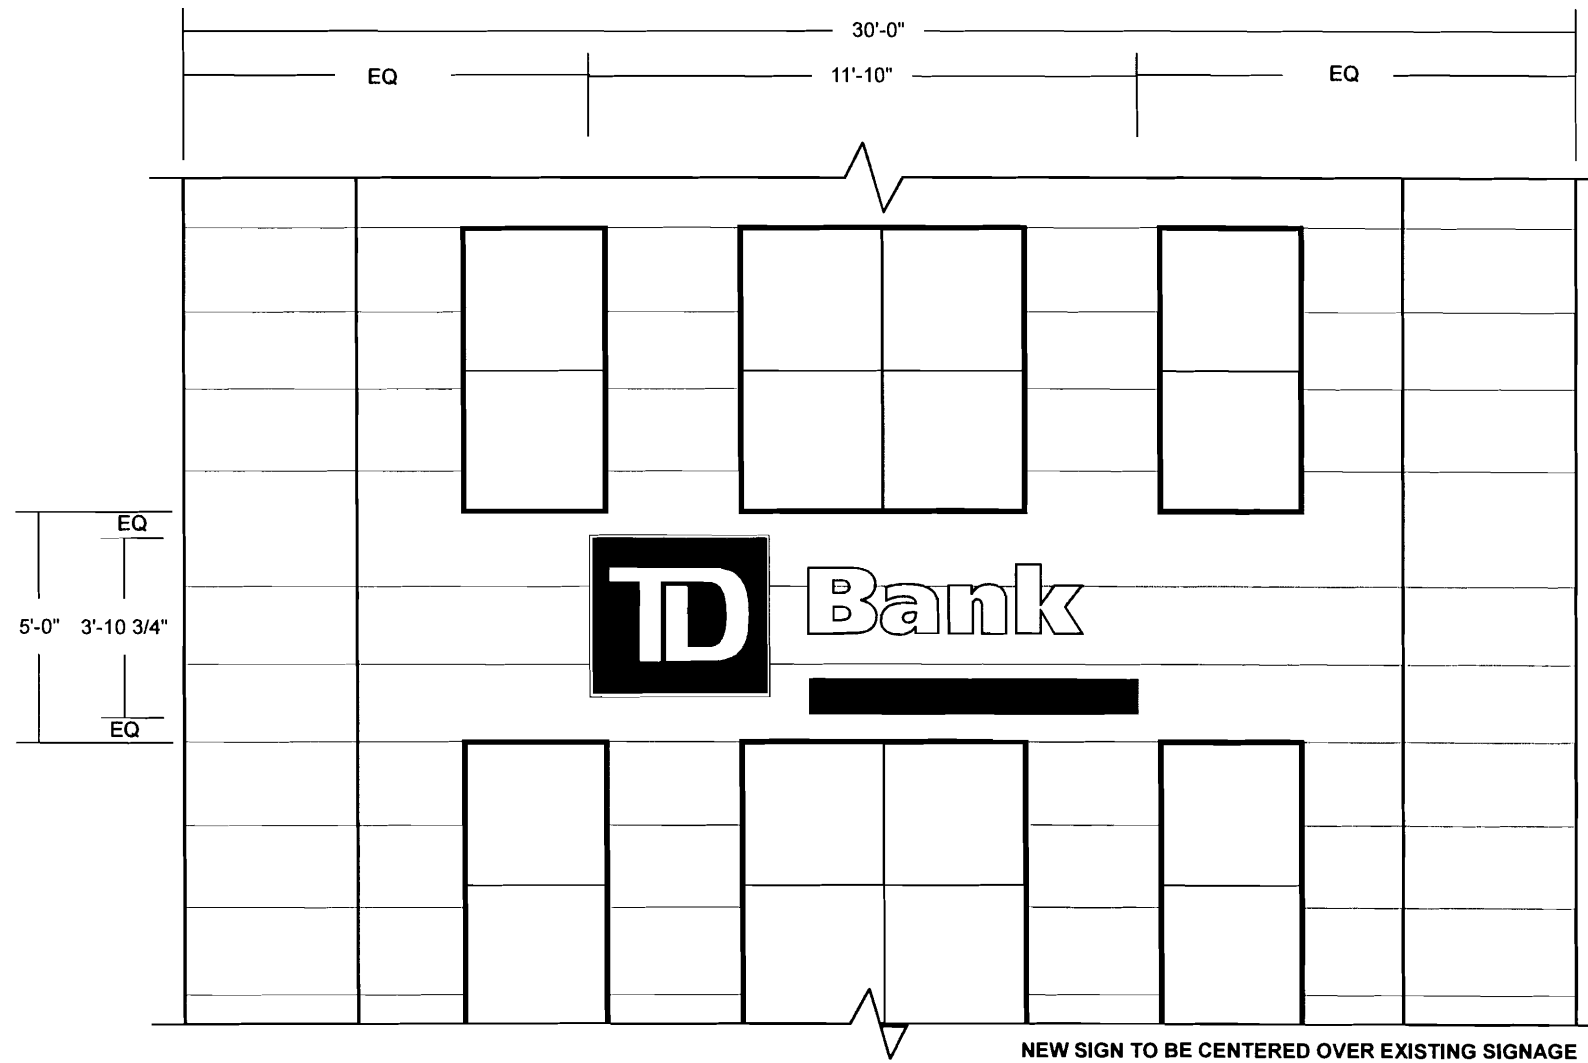 30'-0"
EQ 11'-10" EQ
EQ
5'-0" 3'-10 3/4"
EQ
TD Bank
NEW SIGN TO BE CENTERED OVER EXISTING SIGNAGE